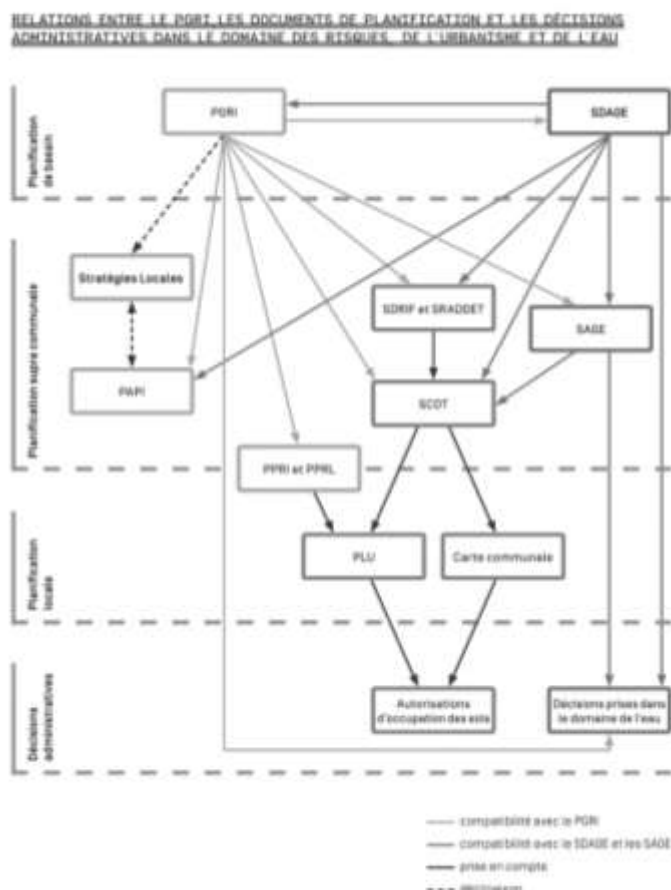 RELATIONS ENTRE LE PGRI, LES DOCUMENTS DE PLANIFICATION ET LES DÉCISIONS
ADMINISTRATIVES DANS LE DOMAINE DES RISQUES, DE L'URBANISME ET DE L'EAU
Planification
de bassin
PGRI
SDAGE
Planification supra communale
Stratégies Locales
SDRIF et SRADDET
SAGE
PAPI
SCOT
PPRI et PPRL
Planification
locale
PLU
Carte communale
Décisions
administratives
Autorisations
d'occupation des sols
Décisions prises dans
le domaine de l'eau
compatibilité avec le PGRI
compatibilité avec le SDAGE et les SAGE
prise en compte